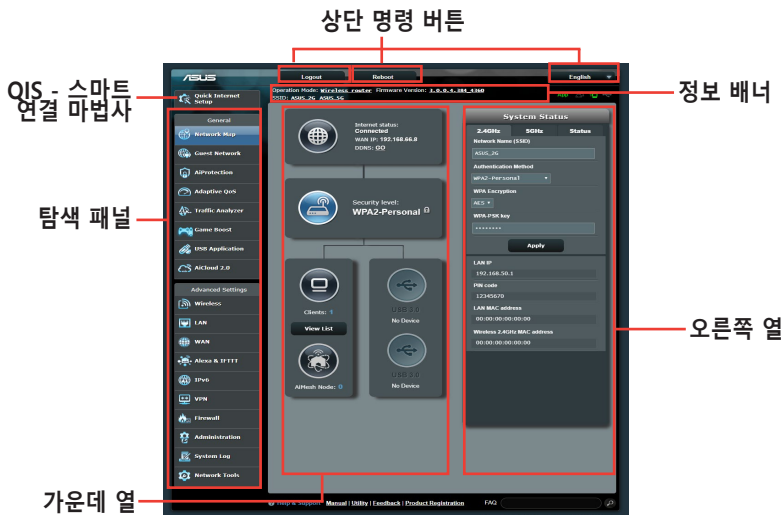 상단 명령 버튼
QIS - 스마트
연결 마법사
정보 배너
탐색 패널
오른쪽 열
가운데 열
ASUS
Logout
Reboot
English
Quick Internet
Setup
Operation Mode: Wireless router Firmware Version: 3.0.0.4.384_4360
SSID: ASUS_2G ASUS_5G
App
General
Network Map
Guest Network
AiProtection
Adaptive QoS
Traffic Analyzer
Game Boost
USB Application
AiCloud 2.0
Advanced Settings
Wireless
LAN
WAN
Alexa & IFTTT
IPv6
VPN
Firewall
Administration
System Log
Network Tools
Internet status:
Connected
WAN IP: 192.168.66.8
DDNS: GO
Security level:
WPA2-Personal
Clients: 1
View List
AiMesh Node: 0
USB 3.0
No Device
USB 2.0
No Device
System Status
2.4GHz 5GHz Status
Network Name (SSID)
ASUS_2G
Authentication Method
WPA2-Personal
WPA Encryption
AES
WPA-PSK key
••••••••
Apply
LAN IP
192.168.50.1
PIN code
12345670
LAN MAC address
00:00:00:00:00:00
Wireless 2.4GHz MAC address
00:00:00:00:00:00
Help & Support Manual | Utility | Feedback | Product Registration FAQ